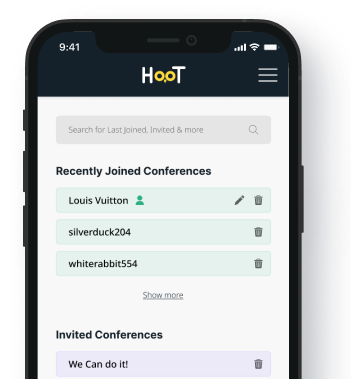 9:41
HooT
Search for Last Joined, Invited & more
Recently Joined Conferences
Louis Vuitton
silverduck204
whiterabbit554
Show more
Invited Conferences
We Can do it!